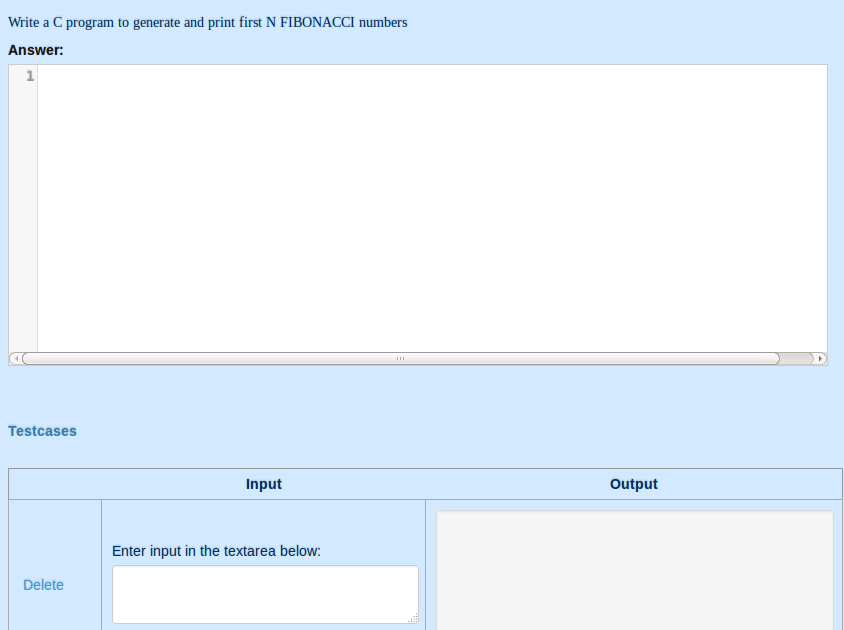 Write a C program to generate and print first N FIBONACCI numbers
Answer:
1
Testcases
Input Output
Enter input in the textarea below:
Delete